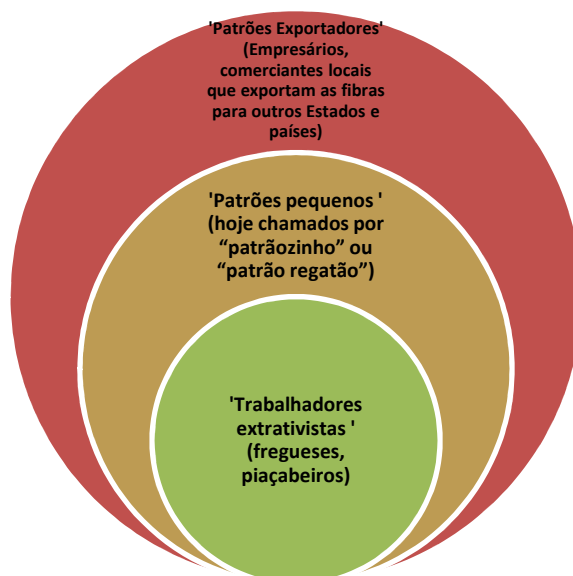 'Patrões Exportadores'
(Empresários,
comerciantes locais
que exportam as fibras
para outros Estados e
países)
'Patrões pequenos '
(hoje chamados por
“patrãozinho” ou
“patrão regatão”)
'Trabalhadores
extrativistas '
(fregueses,
piaçabeiros)